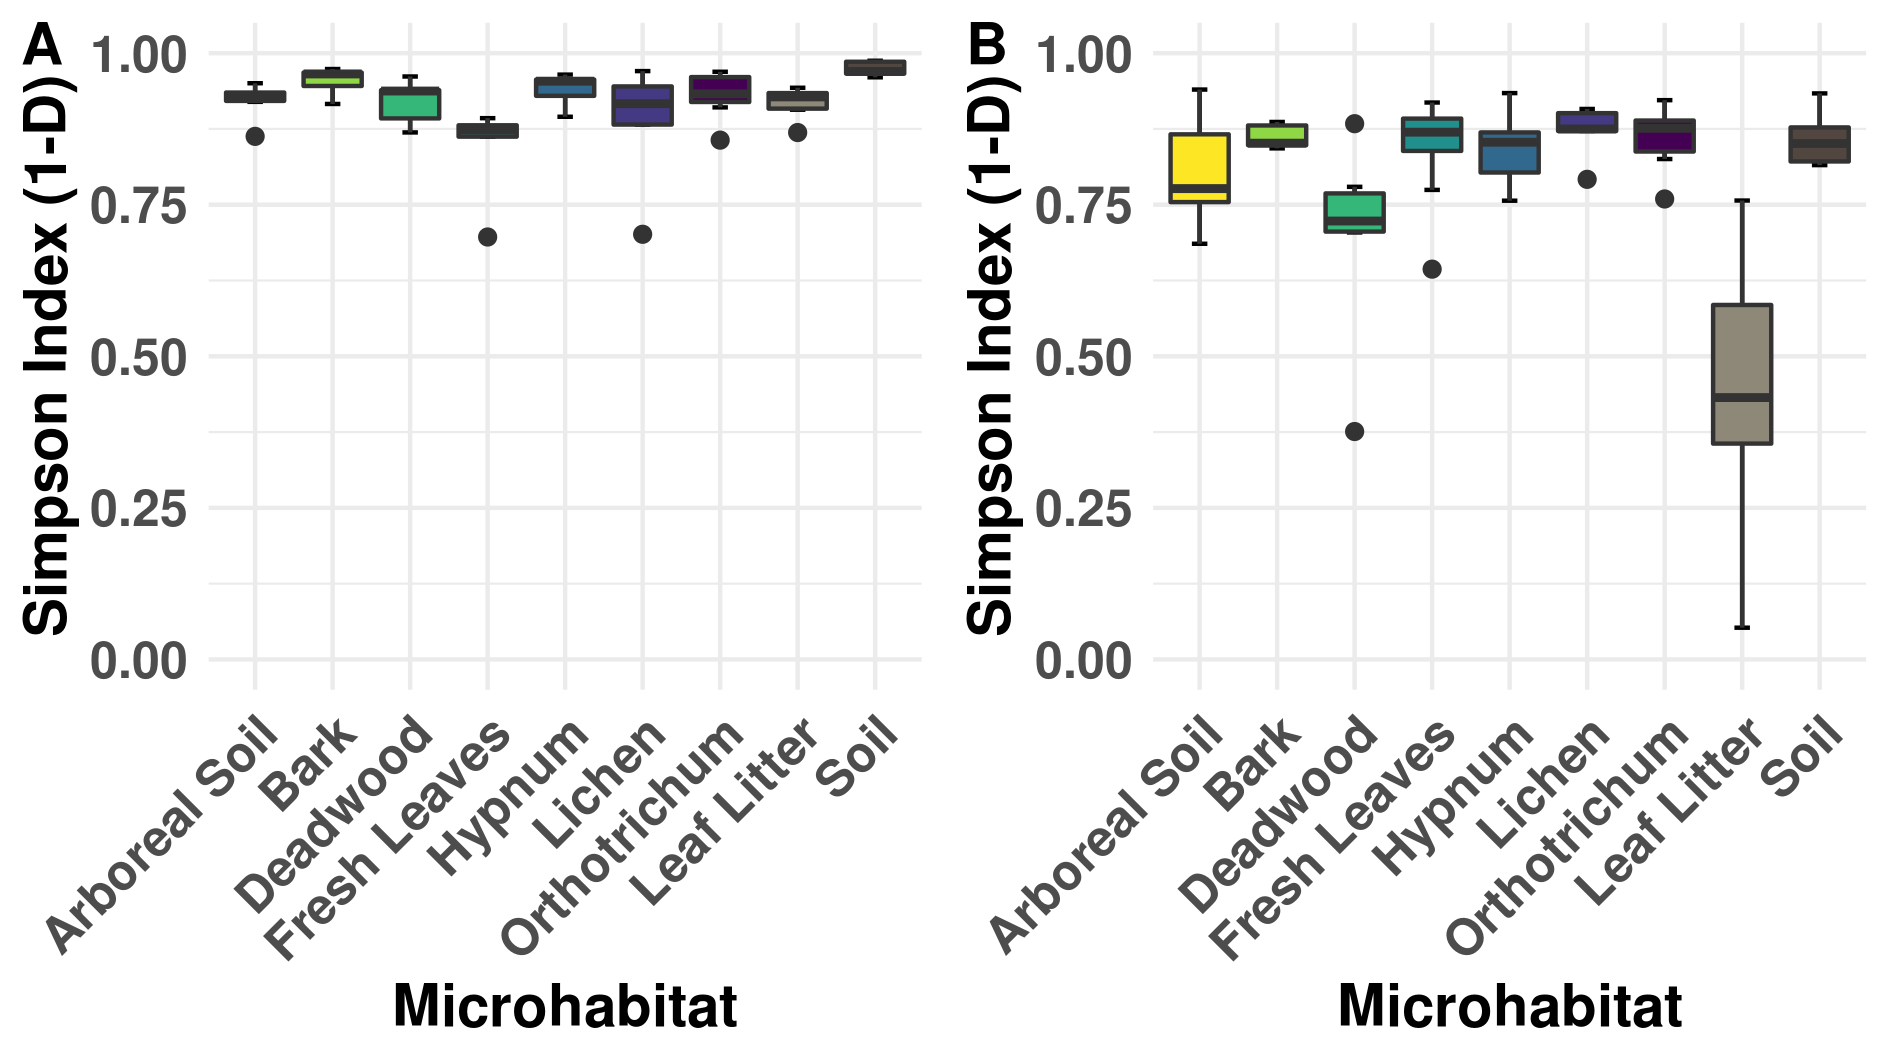 A
Simpson Index (1-D)
1.00
0.75
0.50
0.25
0.00
Arboreal Soil
Bark
Deadwood
Fresh Leaves
Hypnum
Lichen
Orthotrichum
Leaf Litter
Soil
Microhabitat
B
Simpson Index (1-D)
1.00
0.75
0.50
0.25
0.00
Arboreal Soil
Bark
Deadwood
Fresh Leaves
Hypnum
Lichen
Orthotrichum
Leaf Litter
Soil
Microhabitat